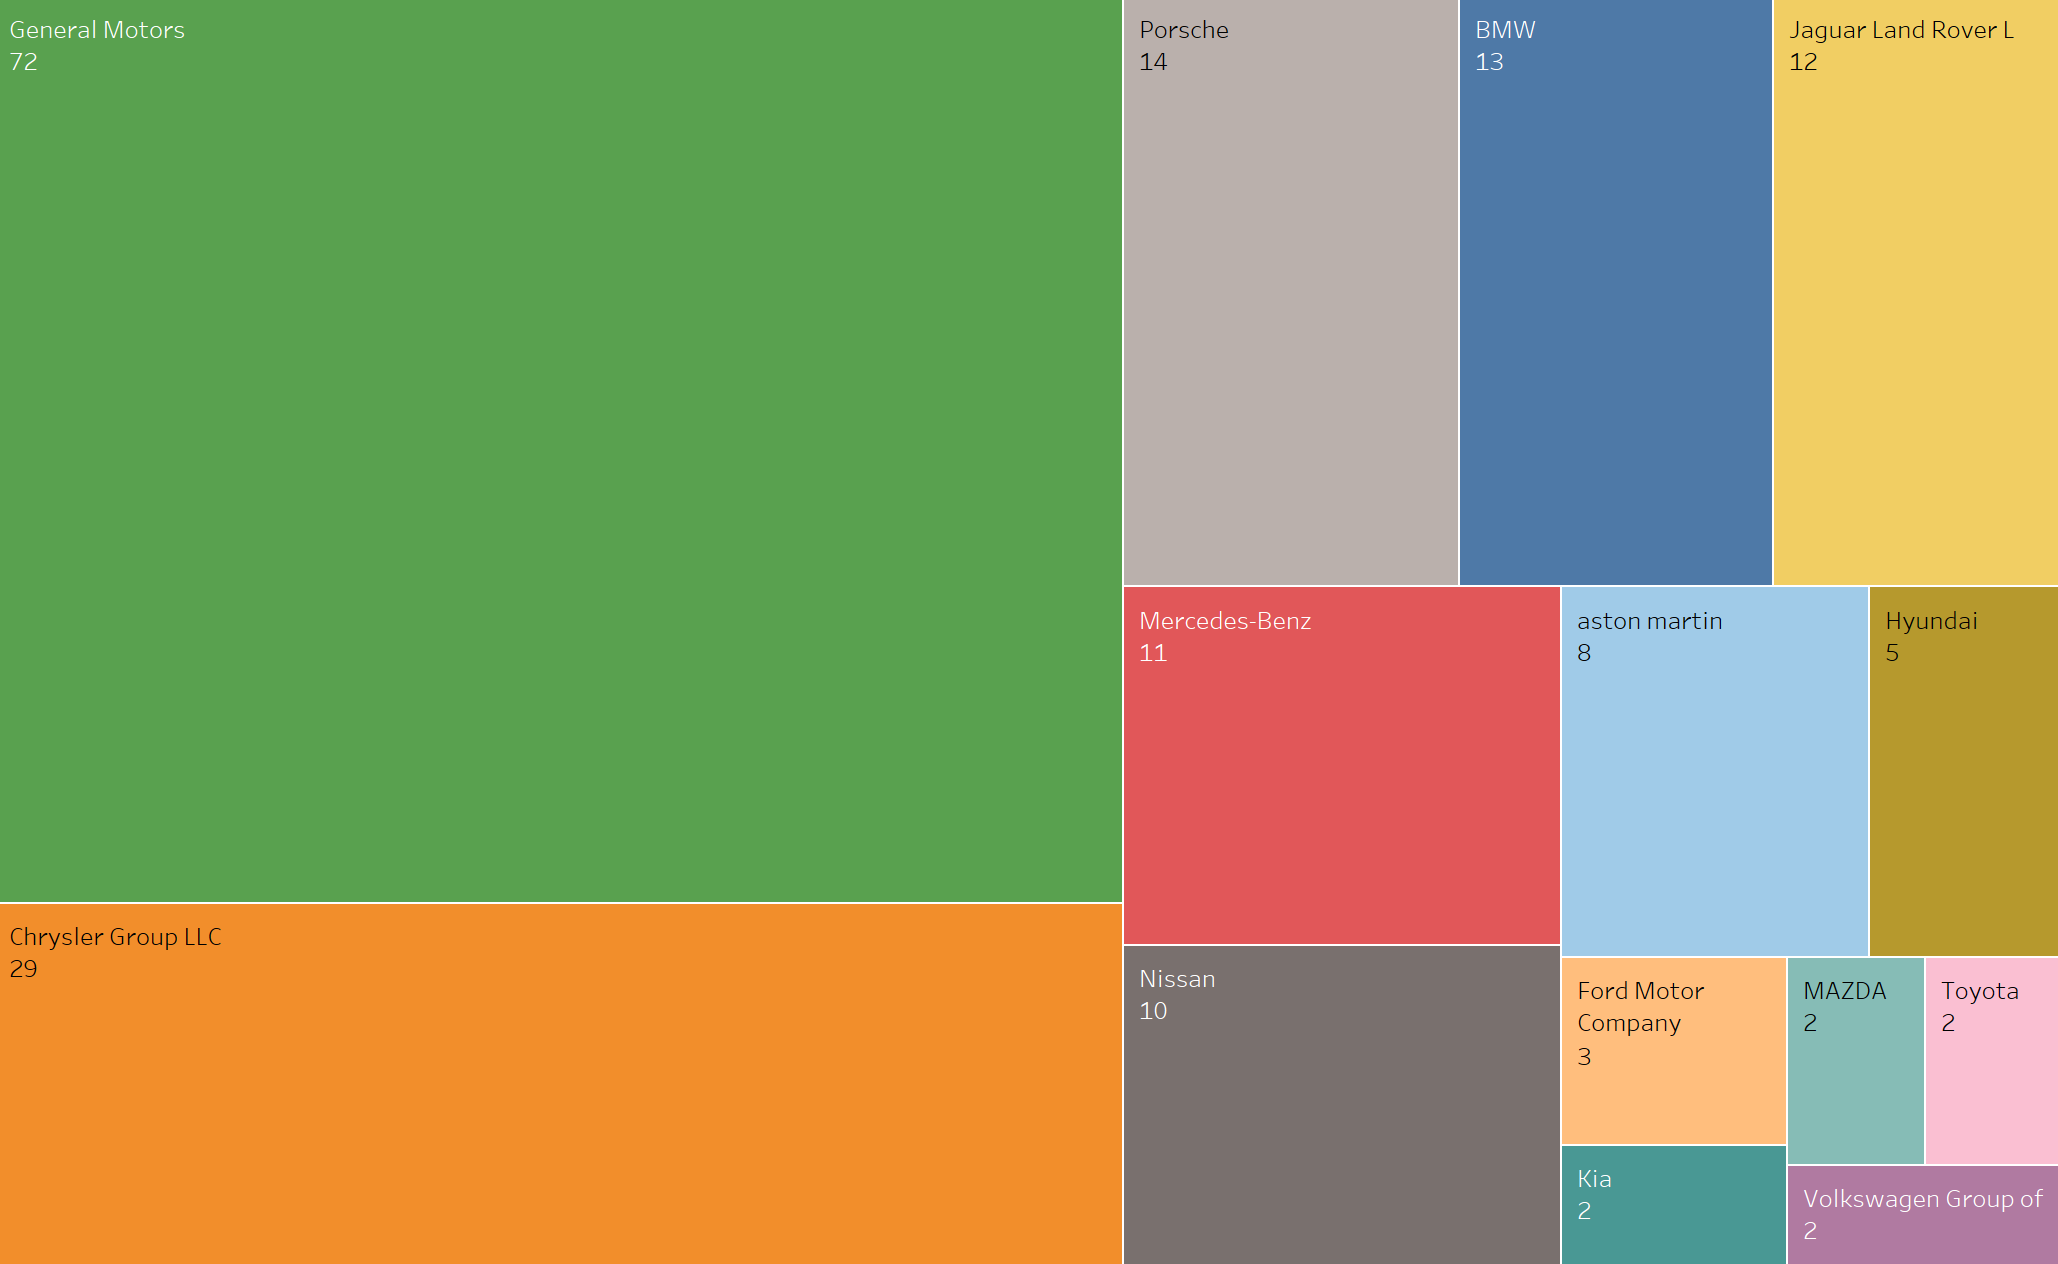 General Motors
72
Porsche
14
BMW
13
Jaguar Land Rover L
12
Mercedes-Benz
11
aston martin
8
Hyundai
5
Chrysler Group LLC
29
Nissan
10
Ford Motor
Company
3
MAZDA
2
Toyota
2
Kia
2
Volkswagen Group of
2